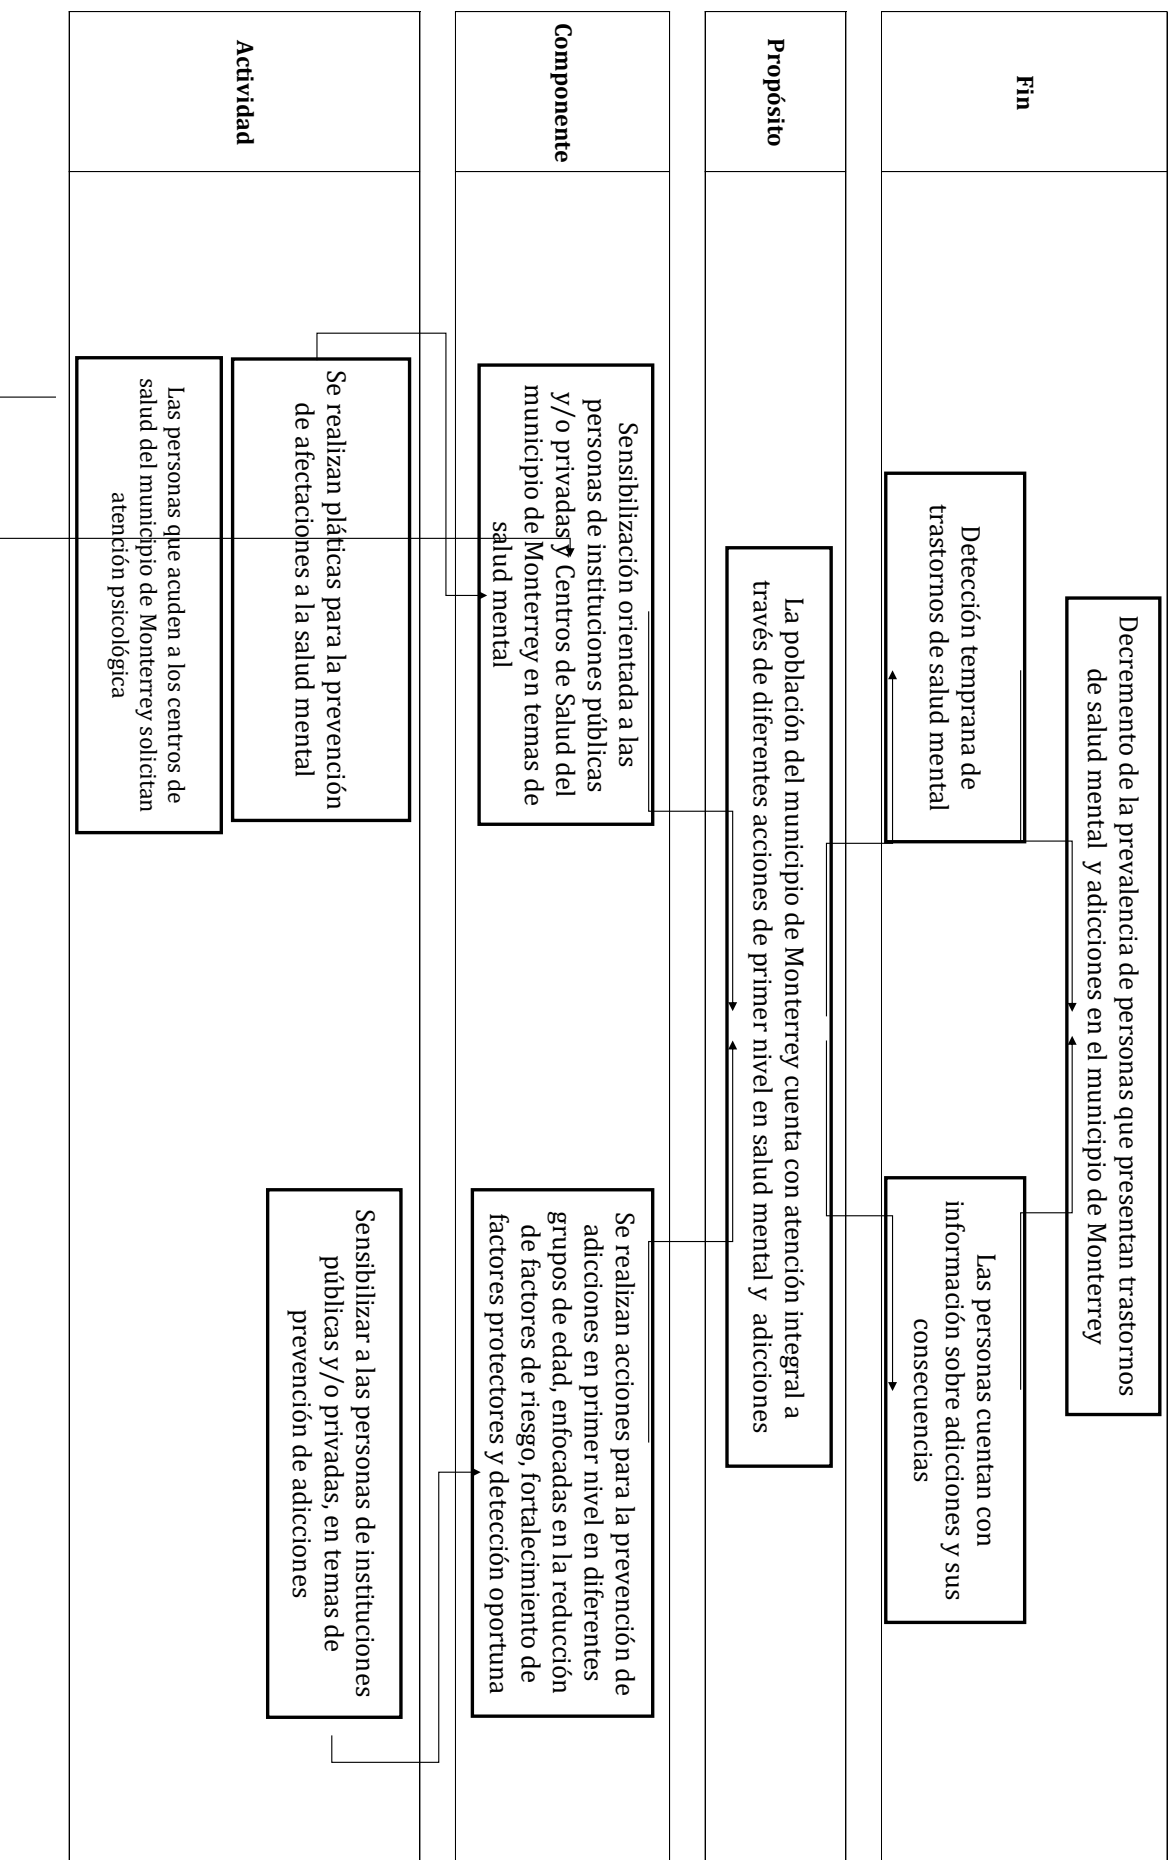 Fin
Decremento de la prevalencia de personas que presentan trastornos
de salud mental y adicciones en el municipio de Monterrey
Detección temprana de
trastornos de salud mental
Las personas cuentan con
información sobre adicciones y sus
consecuencias
Propósito
La población del municipio de Monterrey cuenta con atención integral a
través de diferentes acciones de primer nivel en salud mental y adicciones
Componente
Sensibilización orientada a las
personas de instituciones públicas
y/o privadas y Centros de Salud del
municipio de Monterrey en temas de
salud mental
Se realizan acciones para la prevención de
adicciones en primer nivel en diferentes
grupos de edad, enfocadas en la reducción
de factores de riesgo, fortalecimiento de
factores protectores y detección oportuna
Actividad
Se realizan pláticas para la prevención
de afectaciones a la salud mental
Las personas que acuden a los centros de
salud del municipio de Monterrey solicitan
atención psicológica
Sensibilizar a las personas de instituciones
públicas y/o privadas, en temas de
prevención de adicciones